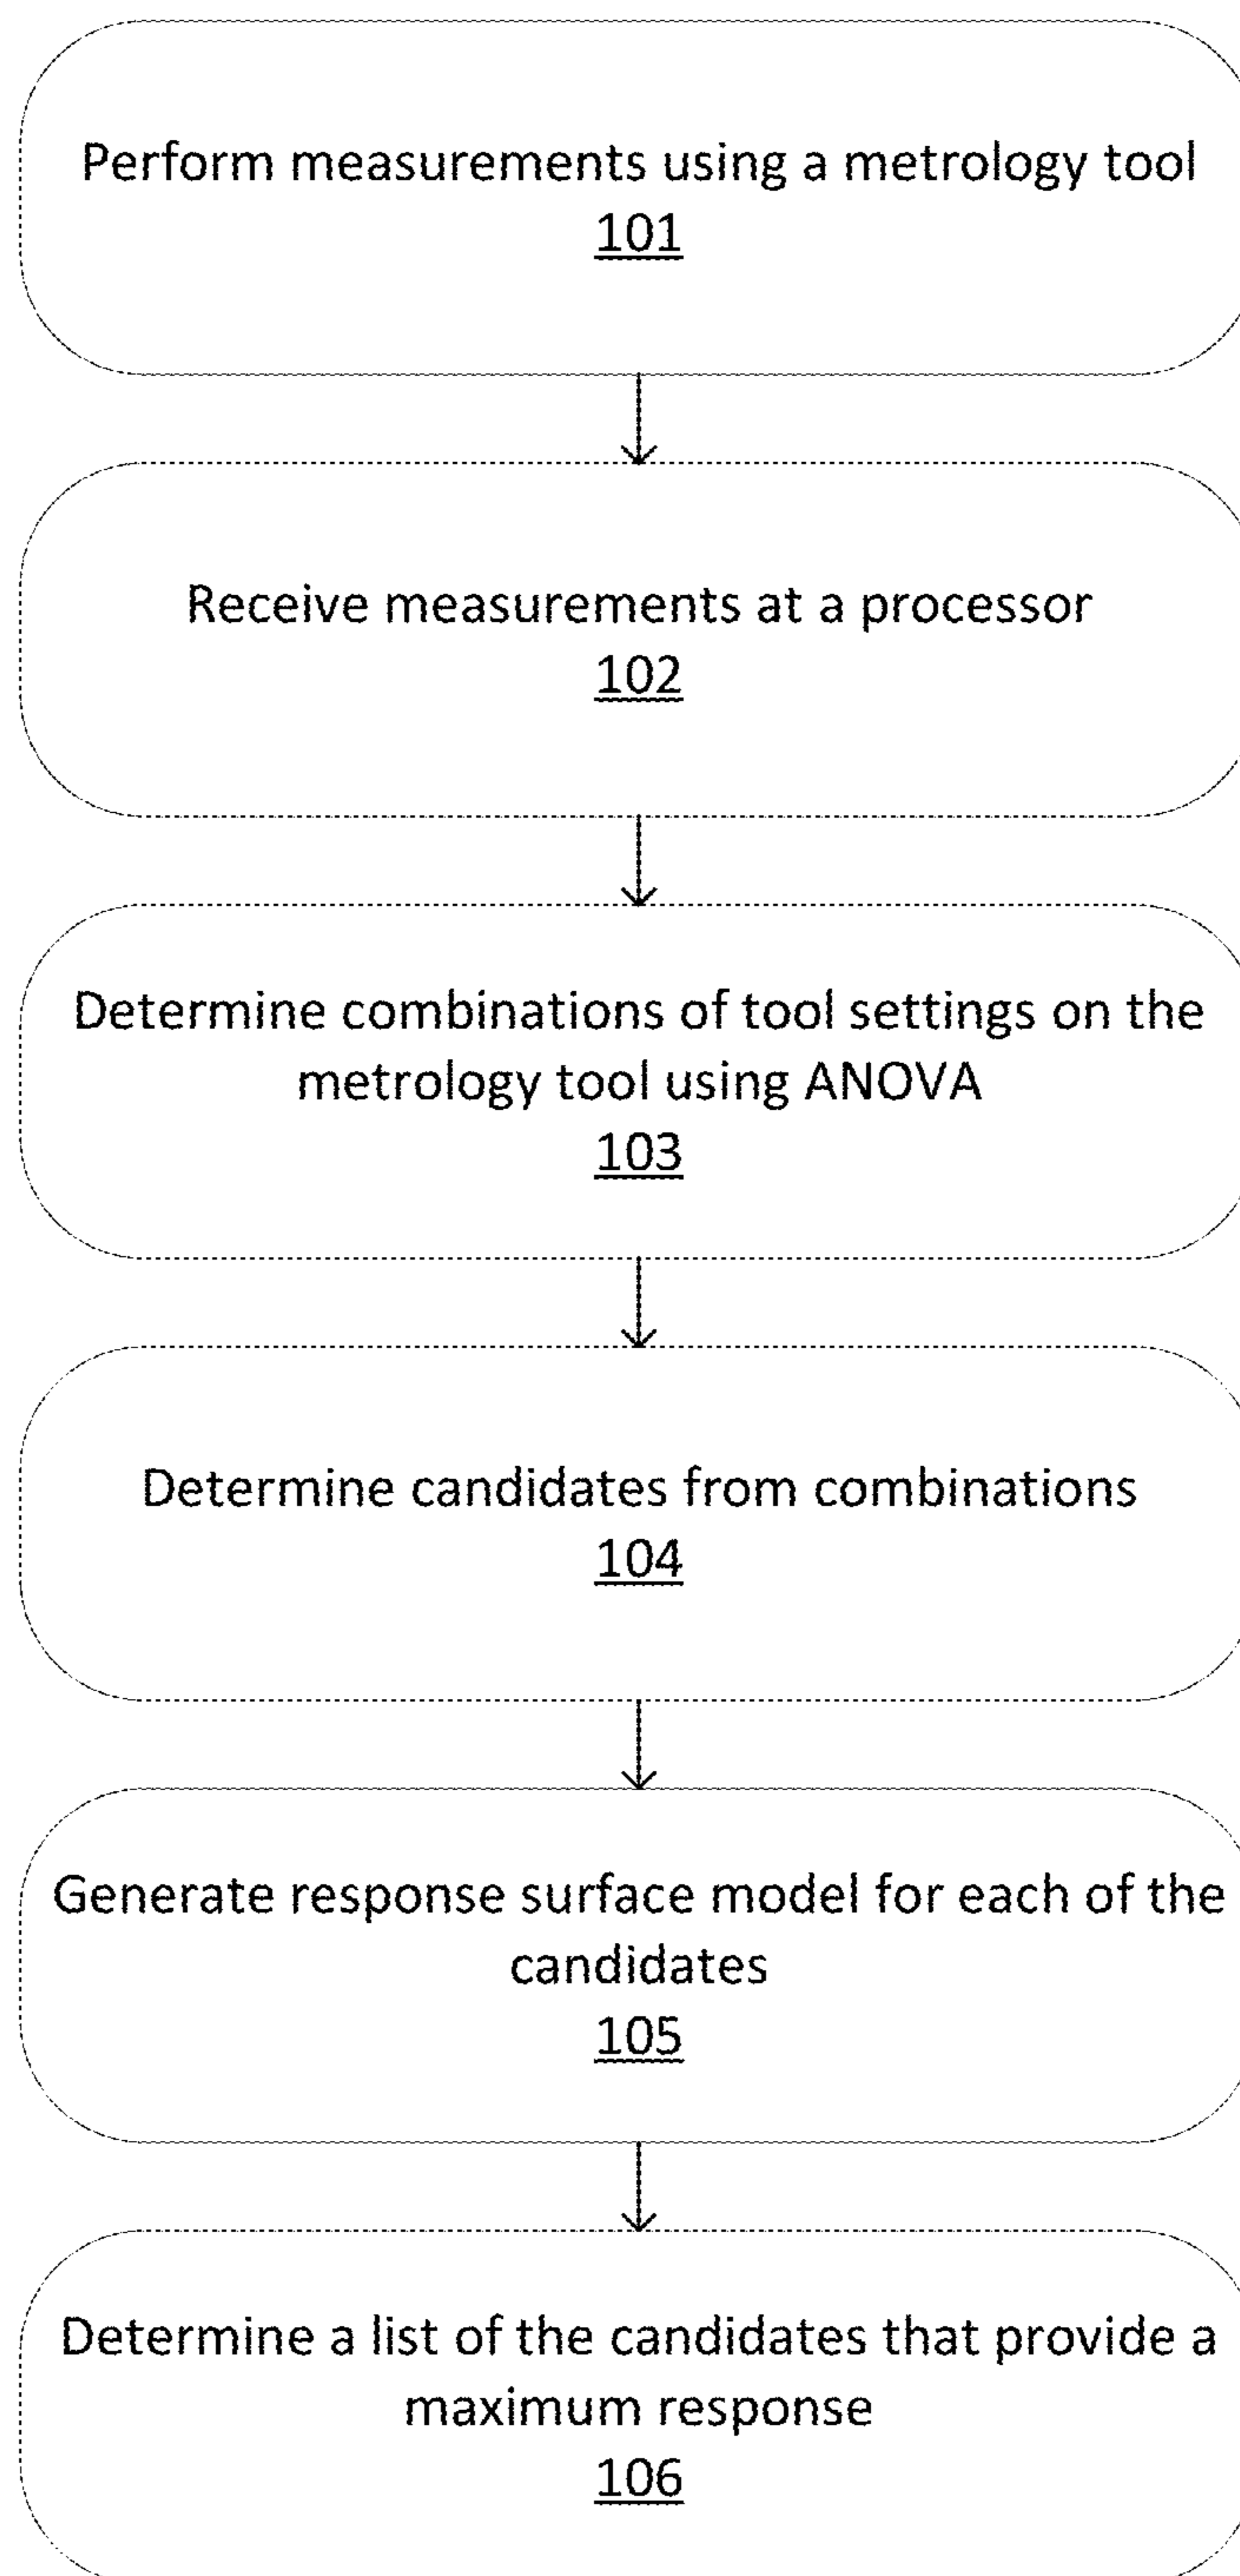 Perform measurements using a metrology tool
101
Receive measurements at a processor
102
Determine combinations of tool settings on the
metrology tool using ANOVA
103
Determine candidates from combinations
104
Generate response surface model for each of the
candidates
105
Determine a list of the candidates that provide a
maximum response
106